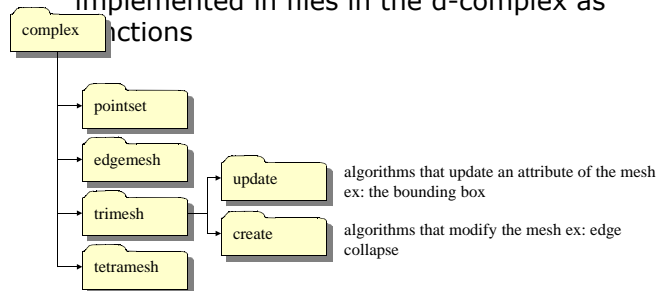 implemented in files in the d-complex as
nctions
complex
pointset
edgemesh
update
algorithms that update an attribute of the mesh
ex: the bounding box
trimesh
create
algorithms that modify the mesh ex: edge
collapse
tetramesh